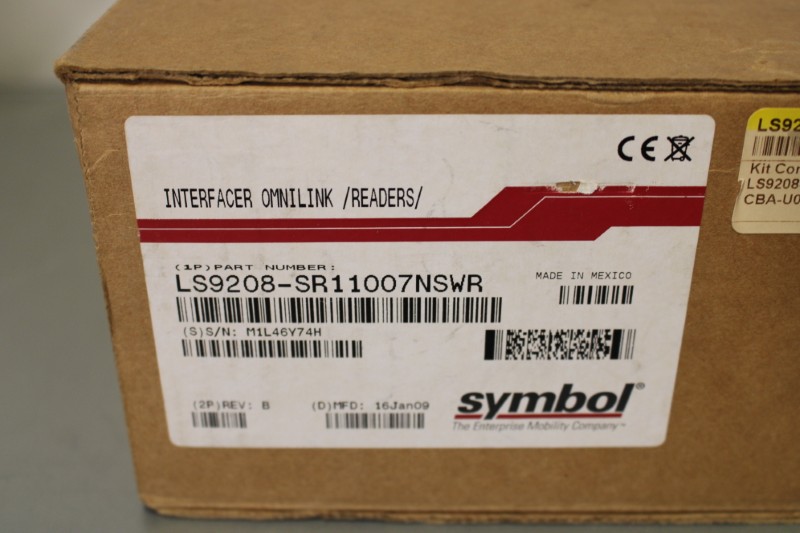 INTERFACER OMNILINK /READERS/
(1P)PART NUMBER:
LS9208-SR11007NSWR
MADE IN MEXICO
(S)S/N: M1L46Y74H
(2P)REV: B
(D)MFD: 16Jan09
symbol®
The Enterprise Mobility Company™
CE
LS92
Kit Con
LS9208
CBA-U0